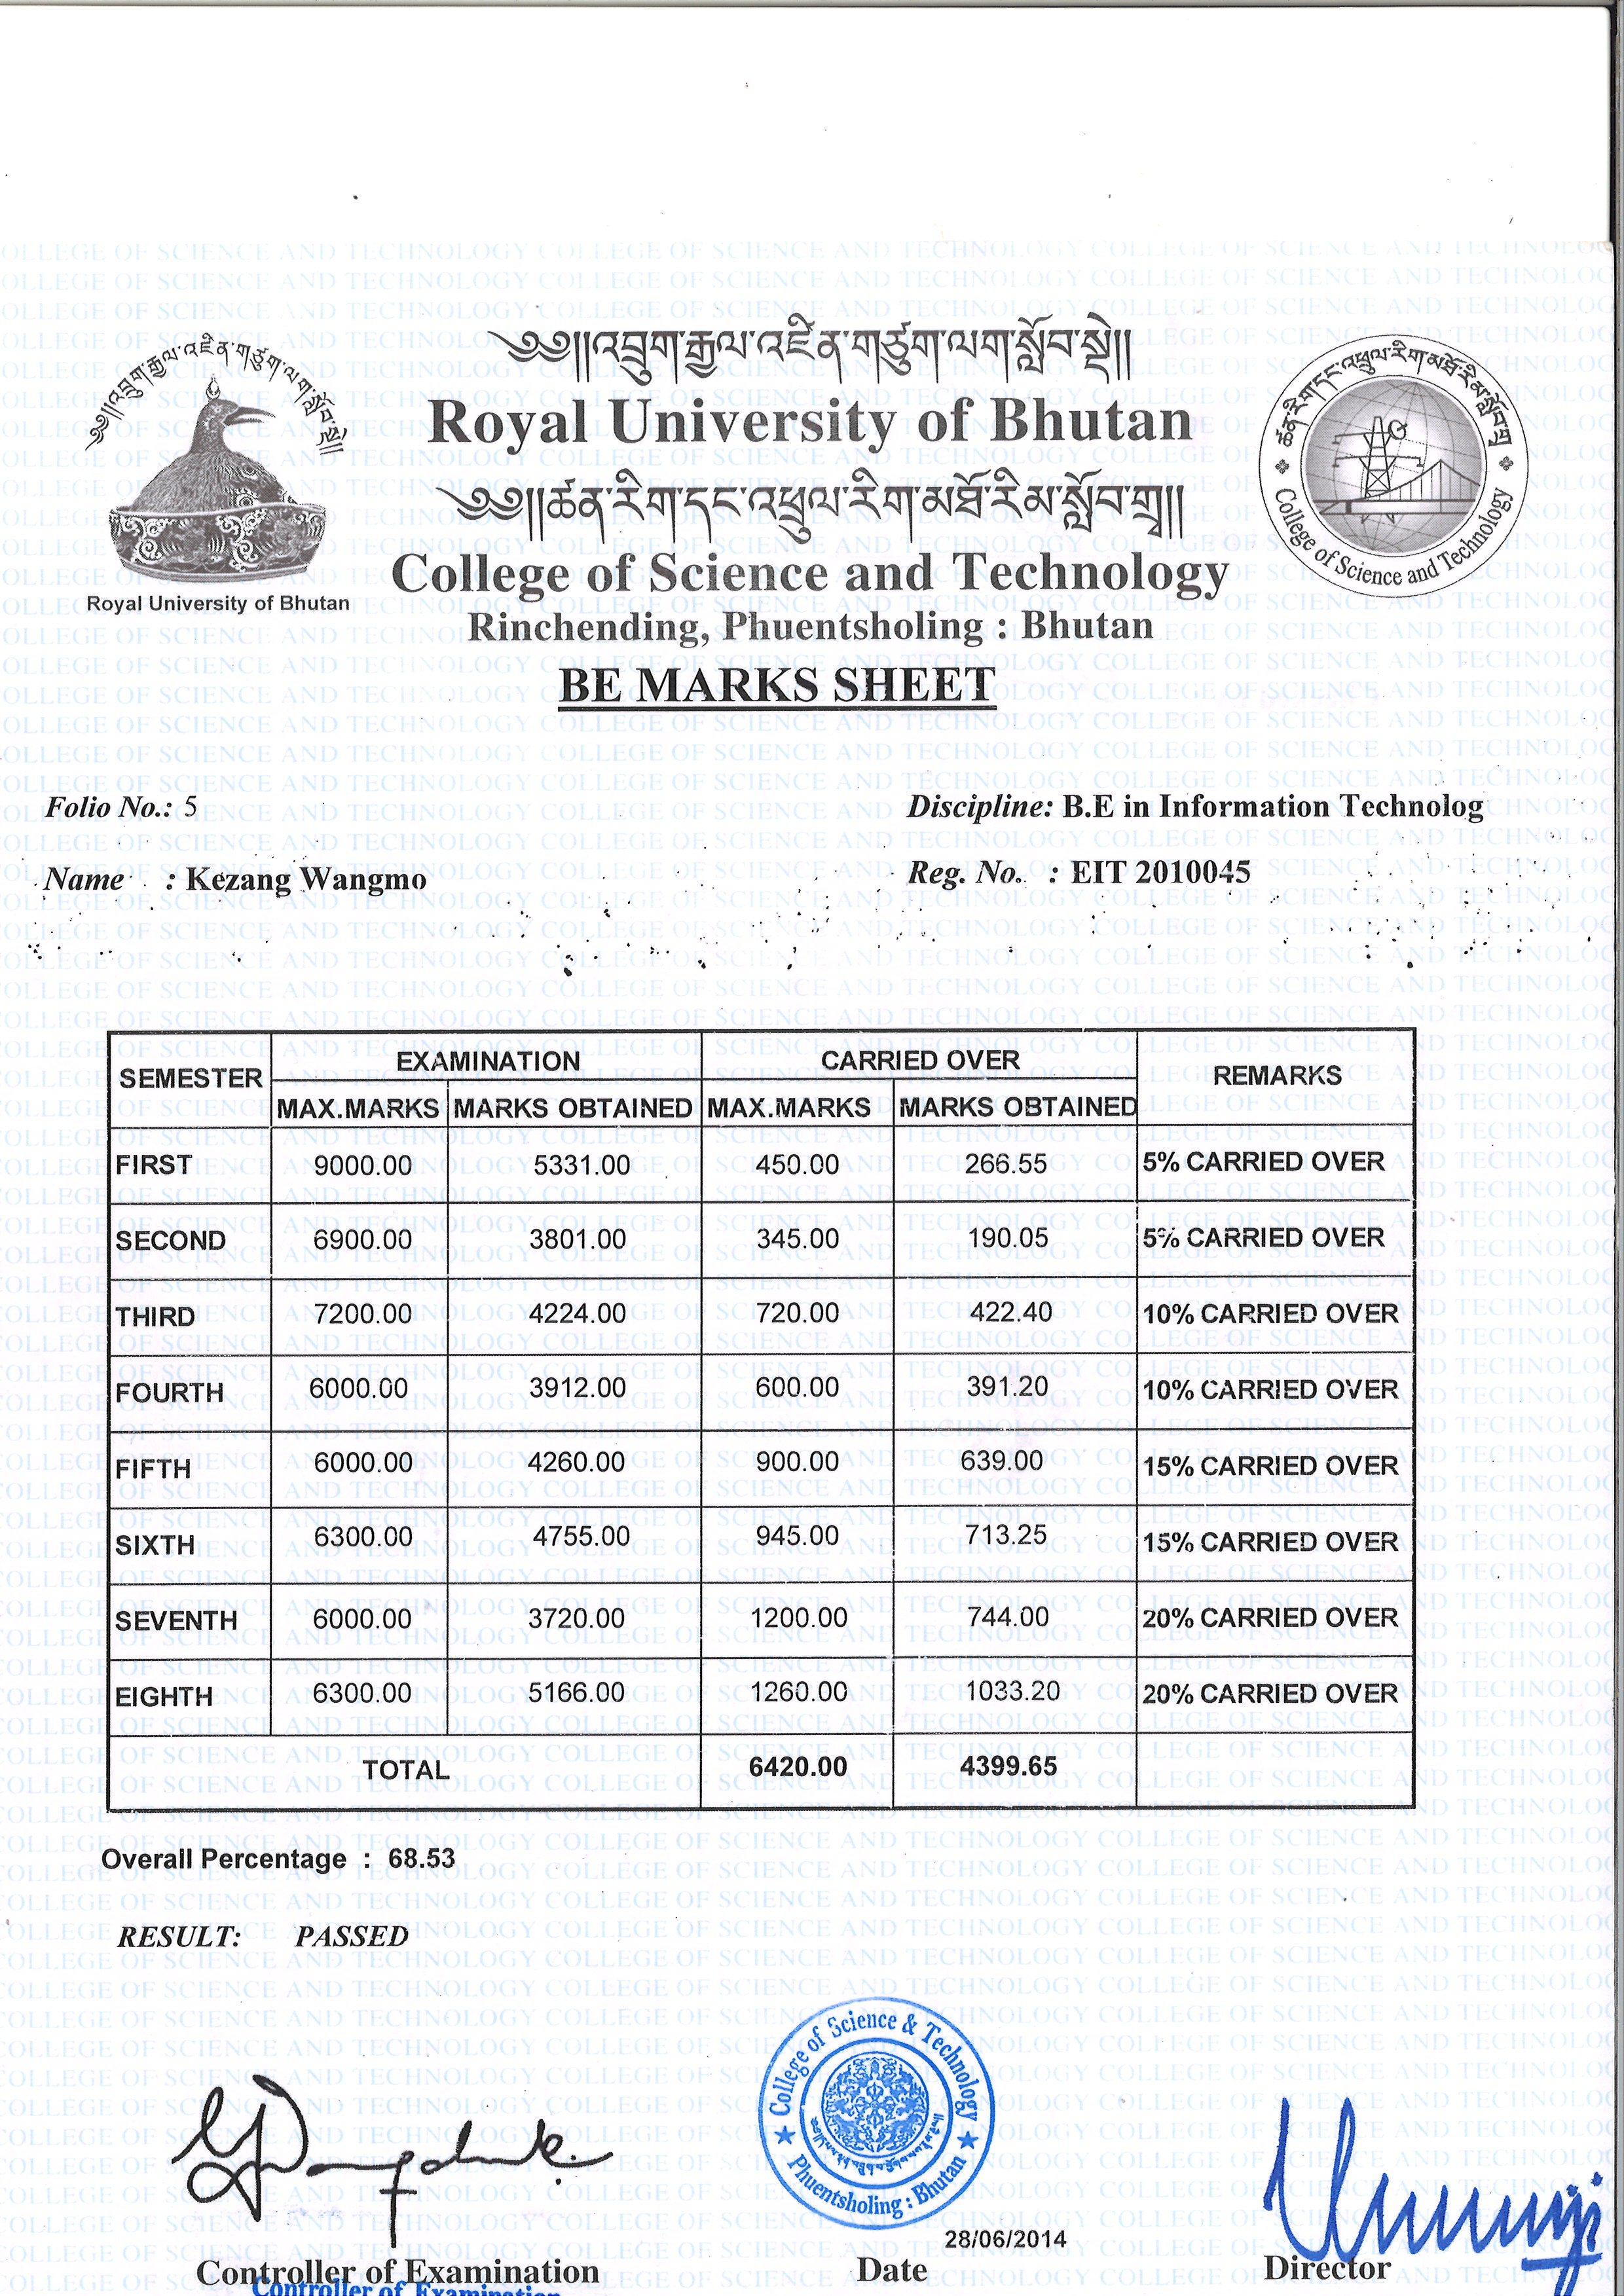 ༄༅།།འབྲུག་རྒྱལ་འཛིན་གཙུག་ལག་སློབ་སྡེ།།
Royal University of Bhutan
༄༅།།ཚན་རིག་དང་འཕྲུལ་རིག་མཐོ་རིམ་སློབ་གྲྭ།།
College of Science and Technology
Rinchending, Phuentsholing : Bhutan
BE MARKS SHEET
༄༅།།འབྲུག་རྒྱལ་འཛིན་གཙུག་ལག་སློབ་སྡེ།།
Royal University of Bhutan
ཚན་རིག་དང་འཕྲུལ་རིག་མཐོ་རིམ་སློབ་གྲྭ།
College of Science and Technology
Folio No.: 5 Discipline: B.E in Information Technolog
Name : Kezang Wangmo Reg. No. : EIT 2010045
SEMESTER EXAMINATION CARRIED OVER REMARKS
MAX.MARKS MARKS OBTAINED MAX.MARKS MARKS OBTAINED
FIRST 9000.00 5331.00 450.00 266.55 5% CARRIED OVER
SECOND 6900.00 3801.00 345.00 190.05 5% CARRIED OVER
THIRD 7200.00 4224.00 720.00 422.40 10% CARRIED OVER
FOURTH 6000.00 3912.00 600.00 391.20 10% CARRIED OVER
FIFTH 6000.00 4260.00 900.00 639.00 15% CARRIED OVER
SIXTH 6300.00 4755.00 945.00 713.25 15% CARRIED OVER
SEVENTH 6000.00 3720.00 1200.00 744.00 20% CARRIED OVER
EIGHTH 6300.00 5166.00 1260.00 1033.20 20% CARRIED OVER
TOTAL 6420.00 4399.65
Overall Percentage : 68.53
RESULT: PASSED
College of Science & Technology
Phuentsholing : Bhutan
28/06/2014
Controller of Examination Date Director
Controller of Examination